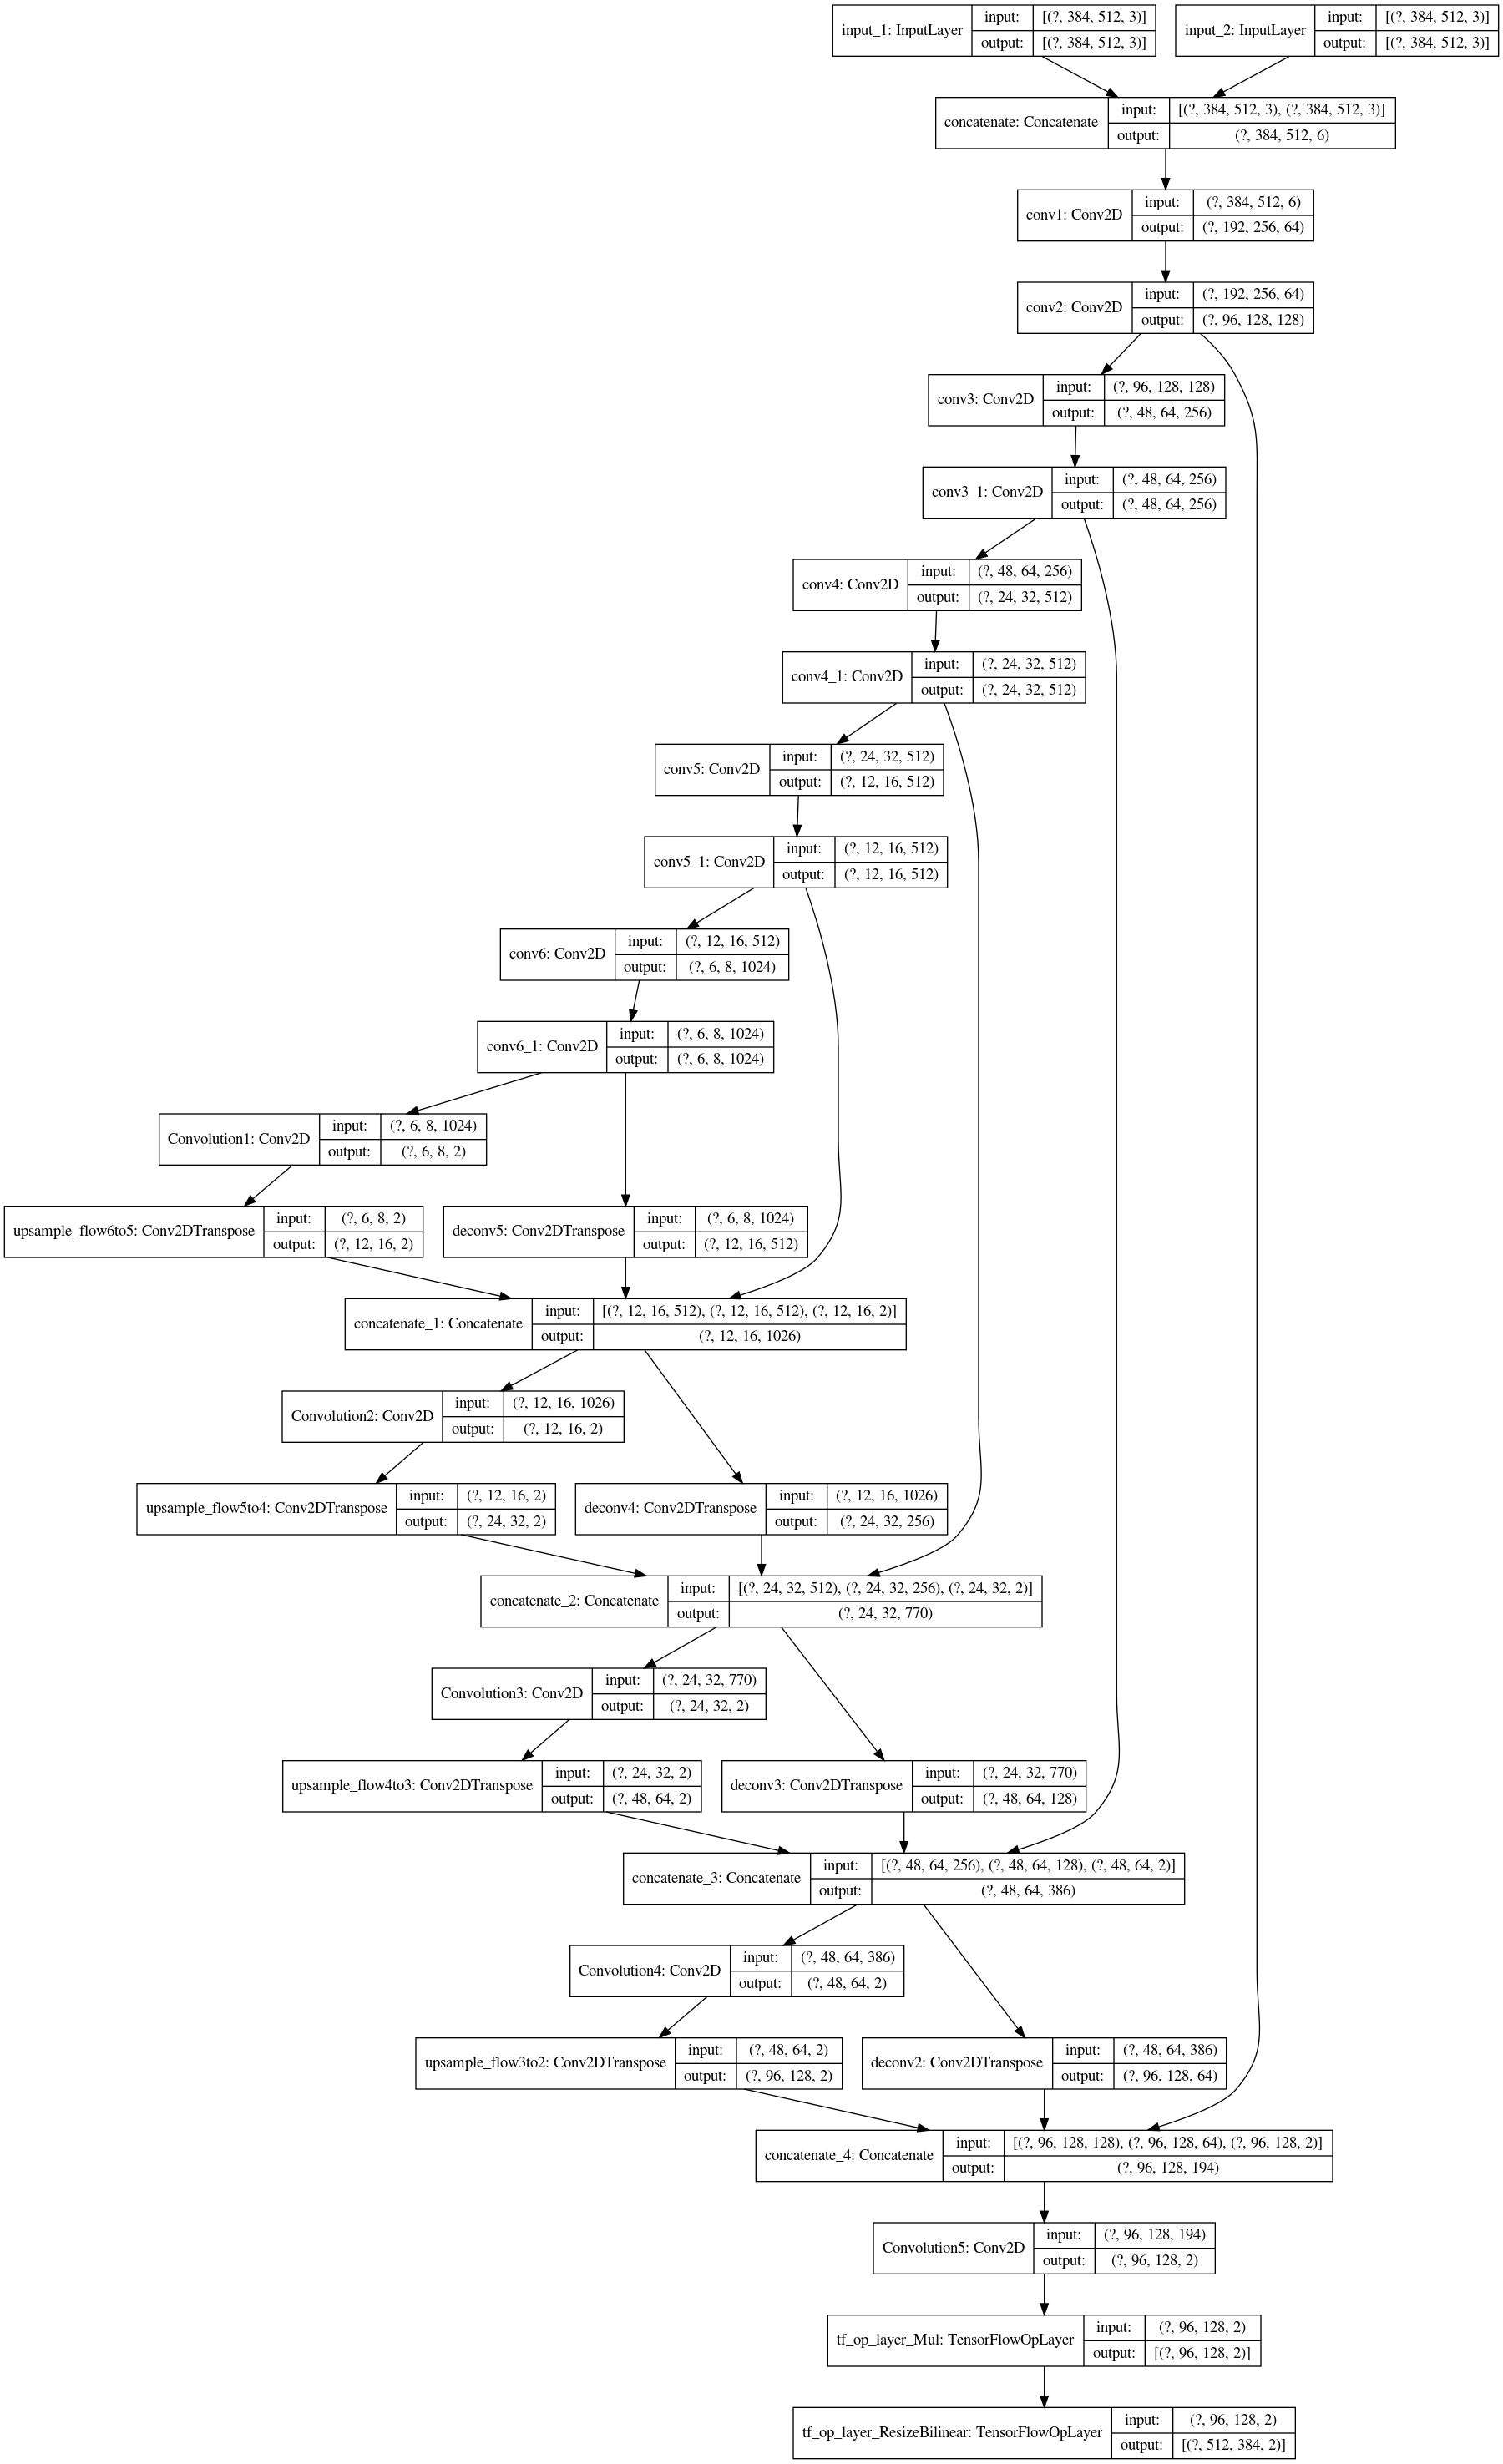 input_1: InputLayer
input: [(?, 384, 512, 3)]
output: [(?, 384, 512, 3)]
input_2: InputLayer
input: [(?, 384, 512, 3)]
output: [(?, 384, 512, 3)]
concatenate: Concatenate
input: [(?, 384, 512, 3), (?, 384, 512, 3)]
output: (?, 384, 512, 6)
conv1: Conv2D
input: (?, 384, 512, 6)
output: (?, 192, 256, 64)
conv2: Conv2D
input: (?, 192, 256, 64)
output: (?, 96, 128, 128)
conv3: Conv2D
input: (?, 96, 128, 128)
output: (?, 48, 64, 256)
conv3_1: Conv2D
input: (?, 48, 64, 256)
output: (?, 48, 64, 256)
conv4: Conv2D
input: (?, 48, 64, 256)
output: (?, 24, 32, 512)
conv4_1: Conv2D
input: (?, 24, 32, 512)
output: (?, 24, 32, 512)
conv5: Conv2D
input: (?, 24, 32, 512)
output: (?, 12, 16, 512)
conv5_1: Conv2D
input: (?, 12, 16, 512)
output: (?, 12, 16, 512)
conv6: Conv2D
input: (?, 12, 16, 512)
output: (?, 6, 8, 1024)
conv6_1: Conv2D
input: (?, 6, 8, 1024)
output: (?, 6, 8, 1024)
Convolution1: Conv2D
input: (?, 6, 8, 1024)
output: (?, 6, 8, 2)
upsample_flow6to5: Conv2DTranspose
input: (?, 6, 8, 2)
output: (?, 12, 16, 2)
deconv5: Conv2DTranspose
input: (?, 6, 8, 1024)
output: (?, 12, 16, 512)
concatenate_1: Concatenate
input: [(?, 12, 16, 512), (?, 12, 16, 512), (?, 12, 16, 2)]
output: (?, 12, 16, 1026)
Convolution2: Conv2D
input: (?, 12, 16, 1026)
output: (?, 12, 16, 2)
upsample_flow5to4: Conv2DTranspose
input: (?, 12, 16, 2)
output: (?, 24, 32, 2)
deconv4: Conv2DTranspose
input: (?, 12, 16, 1026)
output: (?, 24, 32, 256)
concatenate_2: Concatenate
input: [(?, 24, 32, 512), (?, 24, 32, 256), (?, 24, 32, 2)]
output: (?, 24, 32, 770)
Convolution3: Conv2D
input: (?, 24, 32, 770)
output: (?, 24, 32, 2)
upsample_flow4to3: Conv2DTranspose
input: (?, 24, 32, 2)
output: (?, 48, 64, 2)
deconv3: Conv2DTranspose
input: (?, 24, 32, 770)
output: (?, 48, 64, 128)
concatenate_3: Concatenate
input: [(?, 48, 64, 256), (?, 48, 64, 128), (?, 48, 64, 2)]
output: (?, 48, 64, 386)
Convolution4: Conv2D
input: (?, 48, 64, 386)
output: (?, 48, 64, 2)
upsample_flow3to2: Conv2DTranspose
input: (?, 48, 64, 2)
output: (?, 96, 128, 2)
deconv2: Conv2DTranspose
input: (?, 48, 64, 386)
output: (?, 96, 128, 64)
concatenate_4: Concatenate
input: [(?, 96, 128, 128), (?, 96, 128, 64), (?, 96, 128, 2)]
output: (?, 96, 128, 194)
Convolution5: Conv2D
input: (?, 96, 128, 194)
output: (?, 96, 128, 2)
tf_op_layer_Mul: TensorFlowOpLayer
input: (?, 96, 128, 2)
output: [(?, 96, 128, 2)]
tf_op_layer_ResizeBilinear: TensorFlowOpLayer
input: (?, 96, 128, 2)
output: [(?, 512, 384, 2)]